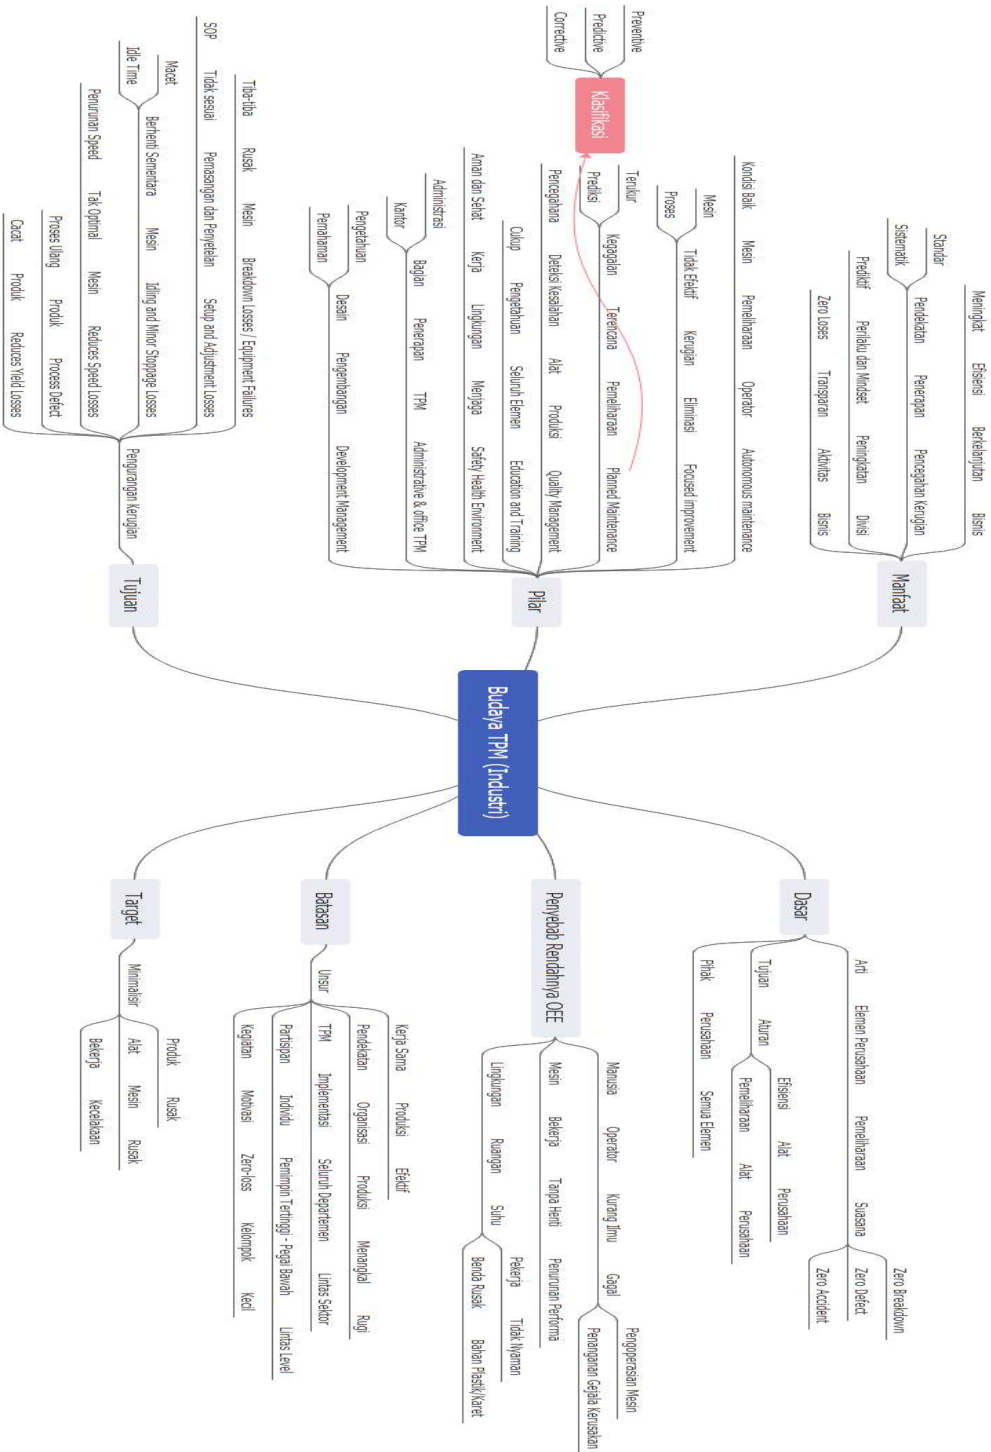 Budaya TPM (Industri)
Dasar
Arti Elemen Perusahaan Pemeliharaan Suasana
Zero Breakdown
Zero Defect
Zero Accident
Tujuan Aturan
Efisiensi Alat Perusahaan
Pemeliharaan Alat Perusahaan
Pihak Perusahaan Semua Elemen
Penyebab Rendahnya OEE
Manusia Operator Kurang Ilmu Gagal
Pengoperasian Mesin
Penanganan Gejala Kerusakan
Mesin Bekerja Tanpa Henti Penurunan Performa
Lingkungan Ruangan Suhu
Pekerja Tidak Nyaman
Benda Rusak Bahan Plastik/Karet
Batasan
Unsur
Kerja Sama Produksi Efektif
Pendekatan Organisasi Produksi Menangkal Rugi
TPM Implementasi Seluruh Departemen Lintas Sektor
Partisipan Individu Pemimpin Tertinggi - Pegai Bawah Lintas Level
Kegiatan Motivasi Zero-loss Kelompok Kecil
Target
Minimalisir
Produk Rusak
Alat Mesin Rusak
Bekerja Kecelakaan
Manfaat
Meningkat Efisiensi Berkelanjutan Bisnis
Standar
Sistematik
Pendekatan Penerapan Pencegahan Kerugian
Prediktif Perilaku dan Mindset Peningkatan Divisi
Zero Loses Transparan Aktivitas Bisnis
Pilar
Kondisi Baik Mesin Pemeliharaan Operator Autonomous maintenance
Mesin
Proses
Tidak Efektif Kerugian Eliminasi Focused improvement
Preventive
Predictive
Corrective
Klasifikasi
Terukur
Prediksi
Kegagalan Terencana Pemeliharaan Planned Maintenance
Pencegahana Deteksi Kesalahan Alat Produksi Quality Management
Cukup Pengetahuan Seluruh Elemen Education and Training
Aman dan Sehat Kerja Lingkungan Menjaga Safety Health Environment
Administrasi
Kantor
Bagian Penerapan TPM Administrative & office TPM
Pengetahuan
Pemahaman
Desain Pengembangan Development Management
Tujuan
Pengurangan Kerugian
Tiba-tiba Rusak Mesin Breakdown Losses / Equipment Failures
SOP Tidak sesuai Pemasangan dan Penyetelan Setup and Adjustment Losses
Macet
Idle Time
Berhenti Sementara Mesin Idling and Minor Stoppage Losses
Penurunan Speed Tak Optimal Mesin Reduces Speed Losses
Proses Ulang Produk Process Defect
Cacat Produk Reduces Yield Losses